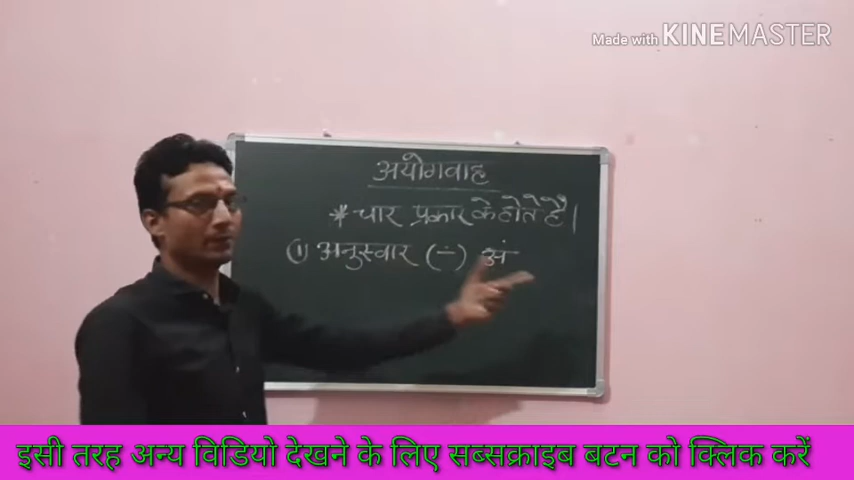 Made with KINEMASTER
अयोगवाह
* चार प्रकार के होते है।
(1) अनुस्वार (∸) अं
इसी तरह अन्य विडियो देखने के लिए सब्सक्राइब बटन को क्लिक करें